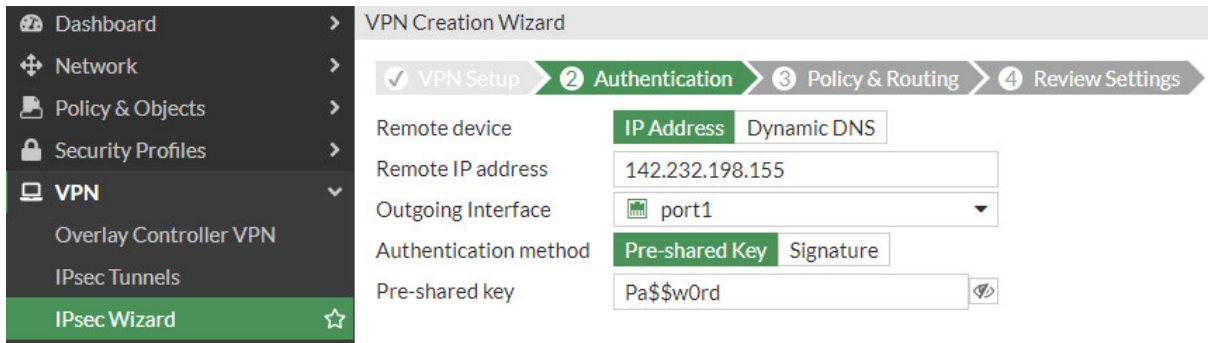 Dashboard
Network
Policy & Objects
Security Profiles
VPN
Overlay Controller VPN
IPsec Tunnels
IPsec Wizard
VPN Creation Wizard
VPN Setup 2 Authentication 3 Policy & Routing 4 Review Settings
Remote device IP Address Dynamic DNS
Remote IP address 142.232.198.155
Outgoing Interface port1
Authentication method Pre-shared Key Signature
Pre-shared key Pa$$w0rd